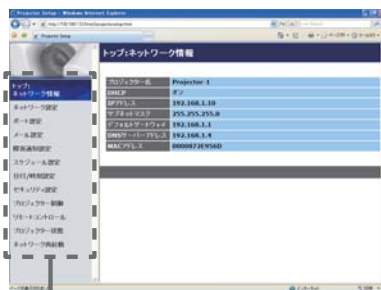 Projector Setup - Windows Internet Explorer
Projector Setup
トップ:ネットワーク情報
トップ:
ネットワーク情報
ネットワーク設定
ポート設定
メール設定
障害通知設定
スケジュール設定
日付/時刻設定
セキュリティ設定
プロジェクター制御
リモートコントロール
プロジェクター状態
ネットワーク再起動
プロジェクター名 Projector-1
DHCP オフ
IPアドレス 192.168.1.10
サブネットマスク 255.255.255.0
デフォルトゲートウェイ 192.168.1.1
DNSサーバーアドレス 192.168.1.4
MACアドレス 0000872E956D